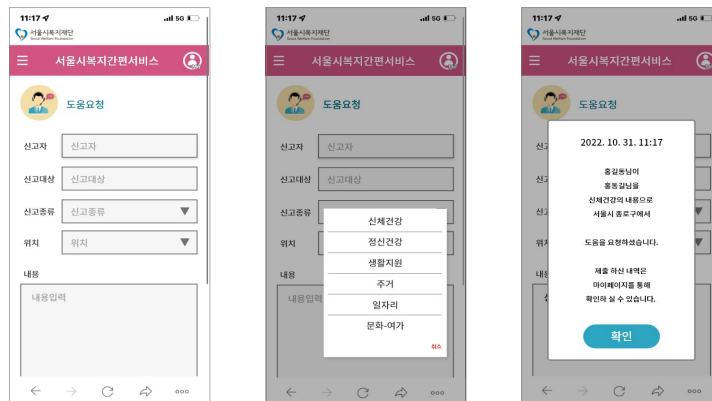 11:17
5G
서울시복지재단
Seoul Welfare Foundation
서울시복지간편서비스
도움요청
신고자
신고자
신고대상
신고대상
신고종류
신고종류
위치
위치
내용
내용입력
11:17
5G
서울시복지재단
Seoul Welfare Foundation
서울시복지간편서비스
도움요청
신고자
신고자
신고대상
신고대상
신고종류
위치
내용
내용입력
신체건강
정신건강
생활지원
주거
일자리
문화-여가
취소
11:17
5G
서울시복지재단
Seoul Welfare Foundation
서울시복지간편서비스
도움요청
2022. 10. 31. 11:17
홍길동님이
홍동길님을
신체건강의 내용으로
서울시 종로구에서
도움을 요청하셨습니다.
제출 하신 내역은
마이페이지를 통해
확인하 실 수 있습니다.
확인